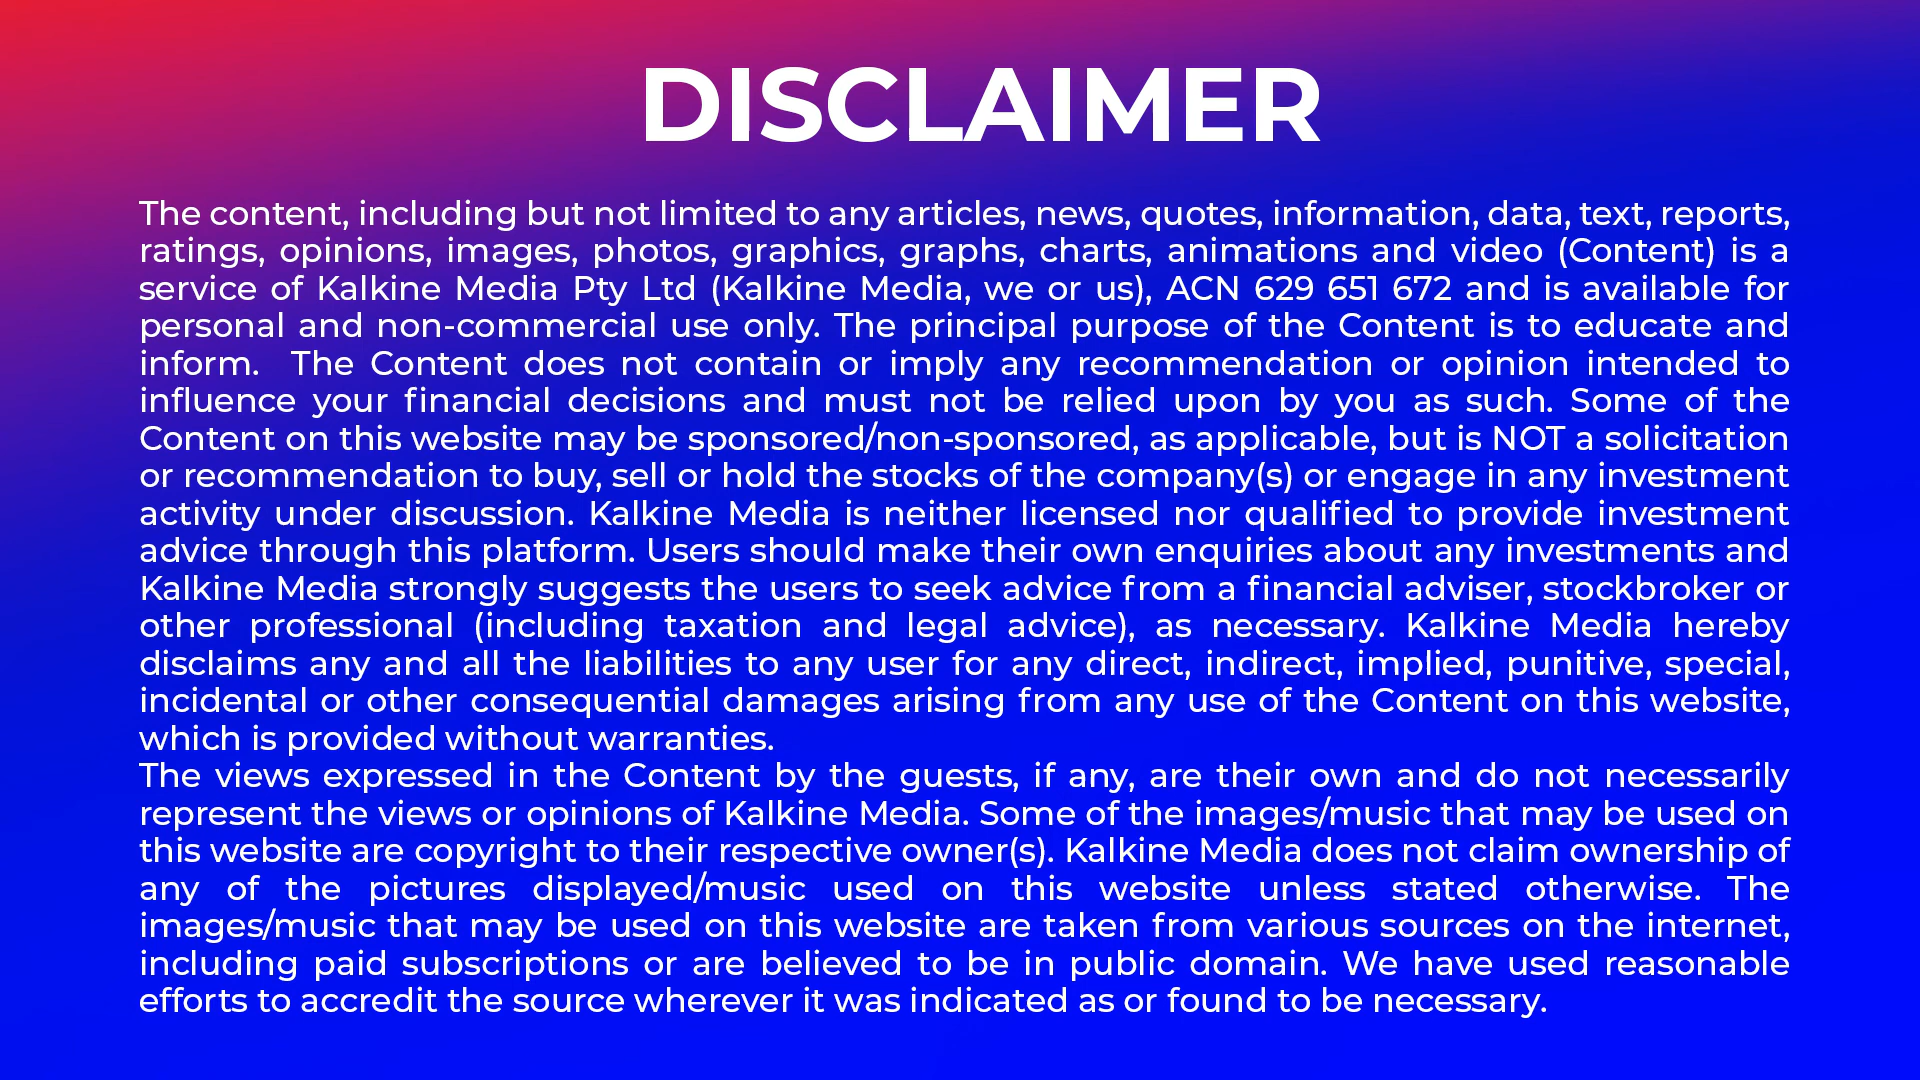 DISCLAIMER
The content, including but not limited to any articles, news, quotes, information, data, text, reports,
ratings, opinions, images, photos, graphics, graphs, charts, animations and video (Content) is a
service of Kalkine Media Pty Ltd (Kalkine Media, we or us), ACN 629 651 672 and is available for
personal and non-commercial use only. The principal purpose of the Content is to educate and
inform. The Content does not contain or imply any recommendation or opinion intended to
influence your financial decisions and must not be relied upon by you as such. Some of the
Content on this website may be sponsored/non-sponsored, as applicable, but is NOT a solicitation
or recommendation to buy, sell or hold the stocks of the company(s) or engage in any investment
activity under discussion. Kalkine Media is neither licensed nor qualified to provide investment
advice through this platform. Users should make their own enquiries about any investments and
Kalkine Media strongly suggests the users to seek advice from a financial adviser, stockbroker or
other professional (including taxation and legal advice), as necessary. Kalkine Media hereby
disclaims any and all the liabilities to any user for any direct, indirect, implied, punitive, special,
incidental or other consequential damages arising from any use of the Content on this website,
which is provided without warranties.
The views expressed in the Content by the guests, if any, are their own and do not necessarily
represent the views or opinions of Kalkine Media. Some of the images/music that may be used on
this website are copyright to their respective owner(s). Kalkine Media does not claim ownership of
any of the pictures displayed/music used on this website unless stated otherwise. The
images/music that may be used on this website are taken from various sources on the internet,
including paid subscriptions or are believed to be in public domain. We have used reasonable
efforts to accredit the source wherever it was indicated as or found to be necessary.